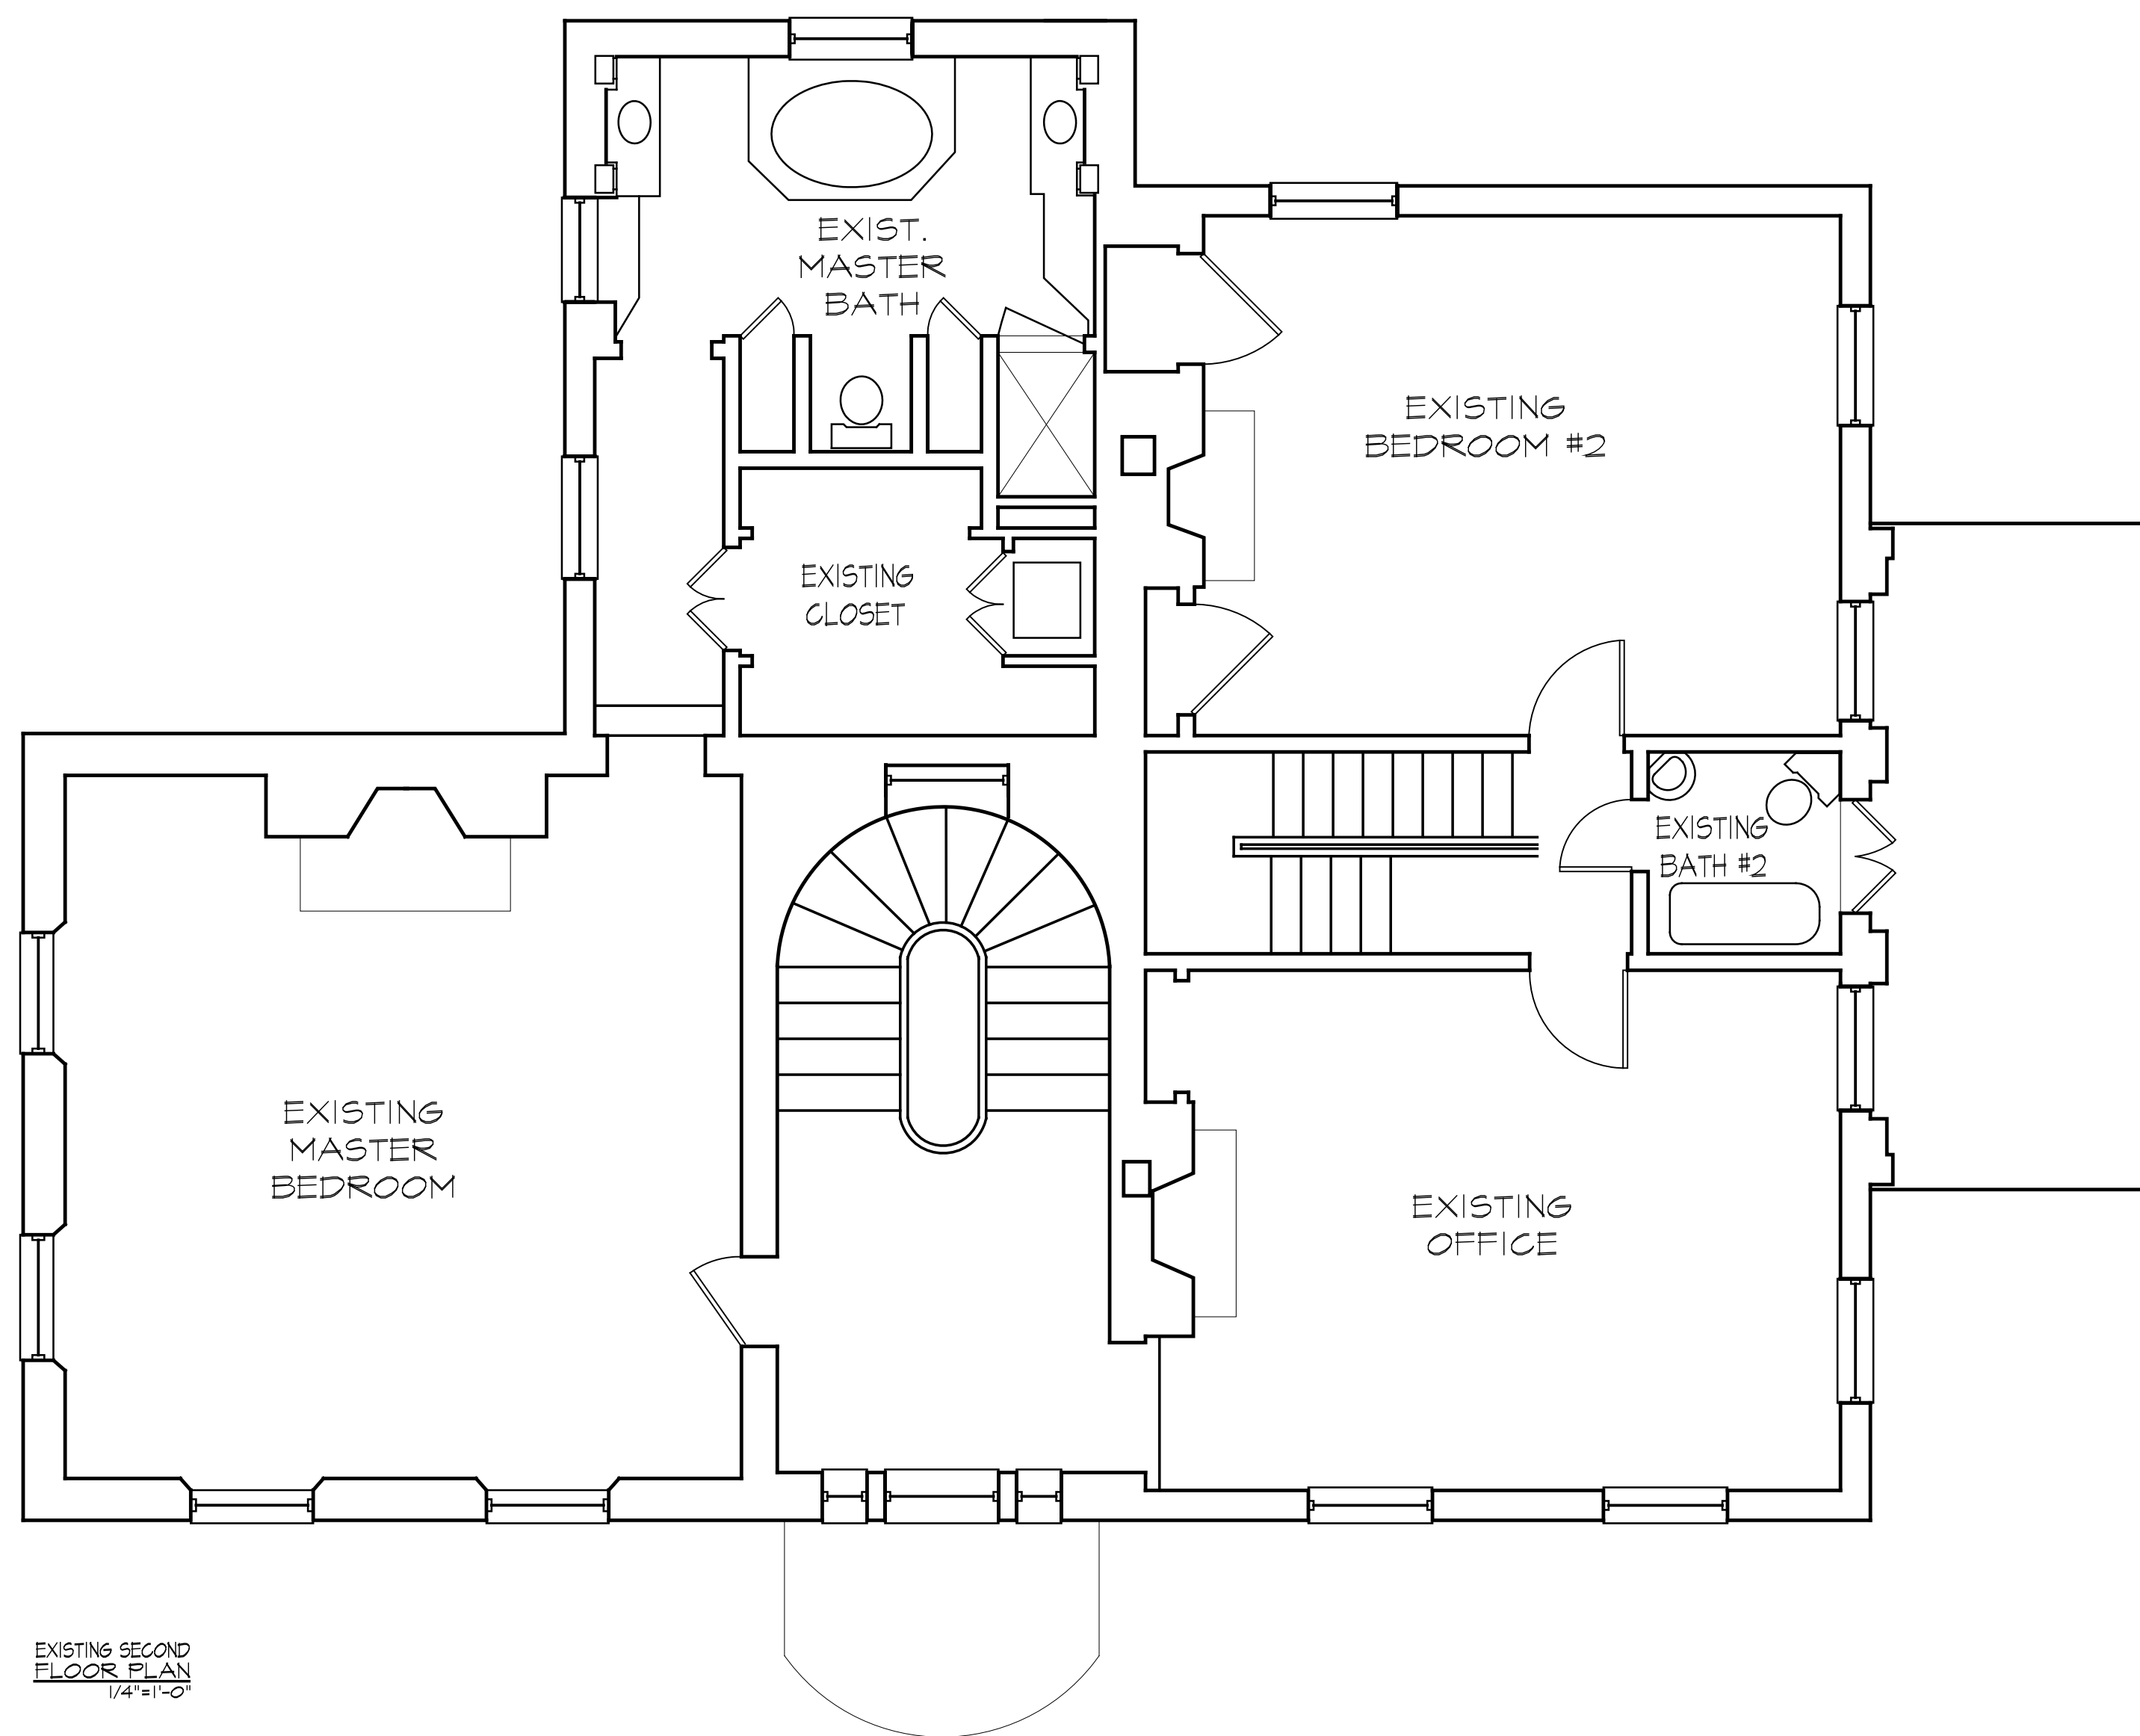 EXIST.
MASTER
BATH
EXISTING
BEDROOM #2
EXISTING
CLOSET
EXISTING
BATH #2
EXISTING
MASTER
BEDROOM
EXISTING
OFFICE
EXISTING SECOND
FLOOR PLAN
1/4"=1'-0"